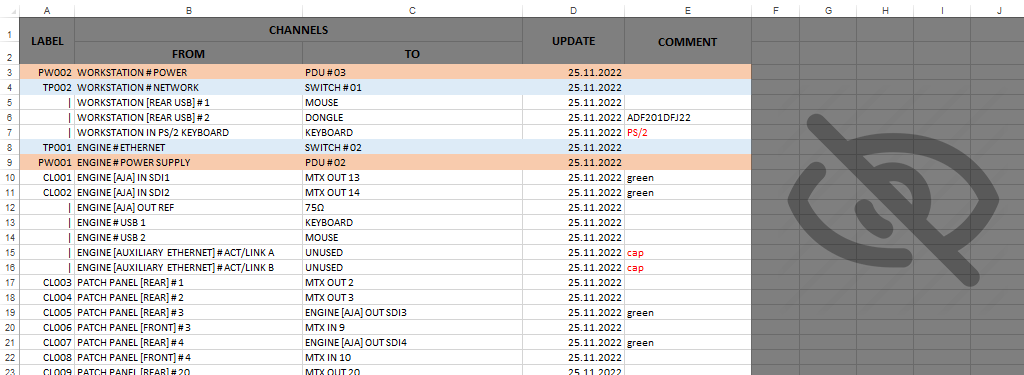 A B C D E F G H I J
1 LABEL CHANNELS UPDATE COMMENT
2 FROM TO
3 PW002 WORKSTATION # POWER PDU # 03 25.11.2022
4 TP002 WORKSTATION # NETWORK SWITCH # 01 25.11.2022
5 | WORKSTATION [REAR USB] # 1 MOUSE 25.11.2022
6 | WORKSTATION [REAR USB] # 2 DONGLE 25.11.2022 ADF201DFJ22
7 | WORKSTATION IN PS/2 KEYBOARD KEYBOARD 25.11.2022 PS/2
8 TP001 ENGINE # ETHERNET SWITCH # 02 25.11.2022
9 PW001 ENGINE # POWER SUPPLY PDU # 02 25.11.2022
10 CL001 ENGINE [AJA] IN SDI1 MTX OUT 13 25.11.2022 green
11 CL002 ENGINE [AJA] IN SDI2 MTX OUT 14 25.11.2022 green
12 | ENGINE [AJA] OUT REF 75Ω 25.11.2022
13 | ENGINE # USB 1 KEYBOARD 25.11.2022
14 | ENGINE # USB 2 MOUSE 25.11.2022
15 | ENGINE [AUXILIARY ETHERNET] # ACT/LINK A UNUSED 25.11.2022 cap
16 | ENGINE [AUXILIARY ETHERNET] # ACT/LINK B UNUSED 25.11.2022 cap
17 CL003 PATCH PANEL [REAR] # 1 MTX OUT 2 25.11.2022
18 CL004 PATCH PANEL [REAR] # 2 MTX OUT 3 25.11.2022
19 CL005 PATCH PANEL [REAR] # 3 ENGINE [AJA] OUT SDI3 25.11.2022 green
20 CL006 PATCH PANEL [FRONT] # 3 MTX IN 9 25.11.2022
21 CL007 PATCH PANEL [REAR] # 4 ENGINE [AJA] OUT SDI4 25.11.2022 green
22 CL008 PATCH PANEL [FRONT] # 4 MTX IN 10 25.11.2022
23 CL009 PATCH PANEL [REAR] # 20 MTX OUT 20 25.11.2022